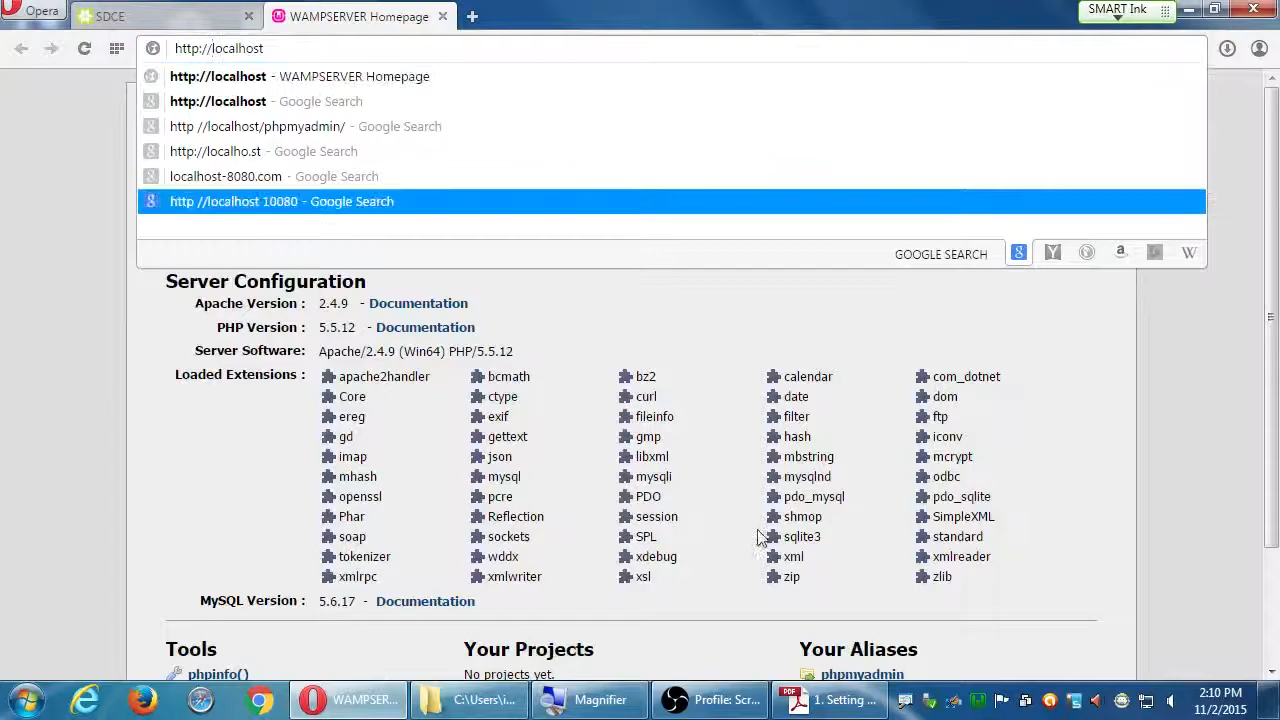 Opera
SDCE
WAMPSERVER Homepage
SMART Ink
http://localhost
http://localhost - WAMPSERVER Homepage
http://localhost - Google Search
http //localhost/phpmyadmin/ - Google Search
http://localho.st - Google Search
localhost-8080.com - Google Search
http //localhost 10080 - Google Search
GOOGLE SEARCH
Server Configuration
Apache Version : 2.4.9 - Documentation
PHP Version : 5.5.12 - Documentation
Server Software: Apache/2.4.9 (Win64) PHP/5.5.12
Loaded Extensions : apache2handler bcmath bz2 calendar com_dotnet
Core ctype curl date dom
ereg exif fileinfo filter ftp
gd gettext gmp hash iconv
imap json libxml mbstring mcrypt
mhash mysql mysqli mysqlnd odbc
openssl pcre PDO pdo_mysql pdo_sqlite
Phar Reflection session shmop SimpleXML
soap sockets SPL sqlite3 standard
tokenizer wddx xdebug xml xmlreader
xmlrpc xmlwriter xsl zip zlib
MySQL Version : 5.6.17 - Documentation
Tools Your Projects Your Aliases
phpinfo() No projects yet. phpmyadmin
WAMPSER... C:\Users\i... Magnifier Profile: Scr... 1. Setting ...
2:10 PM
11/2/2015